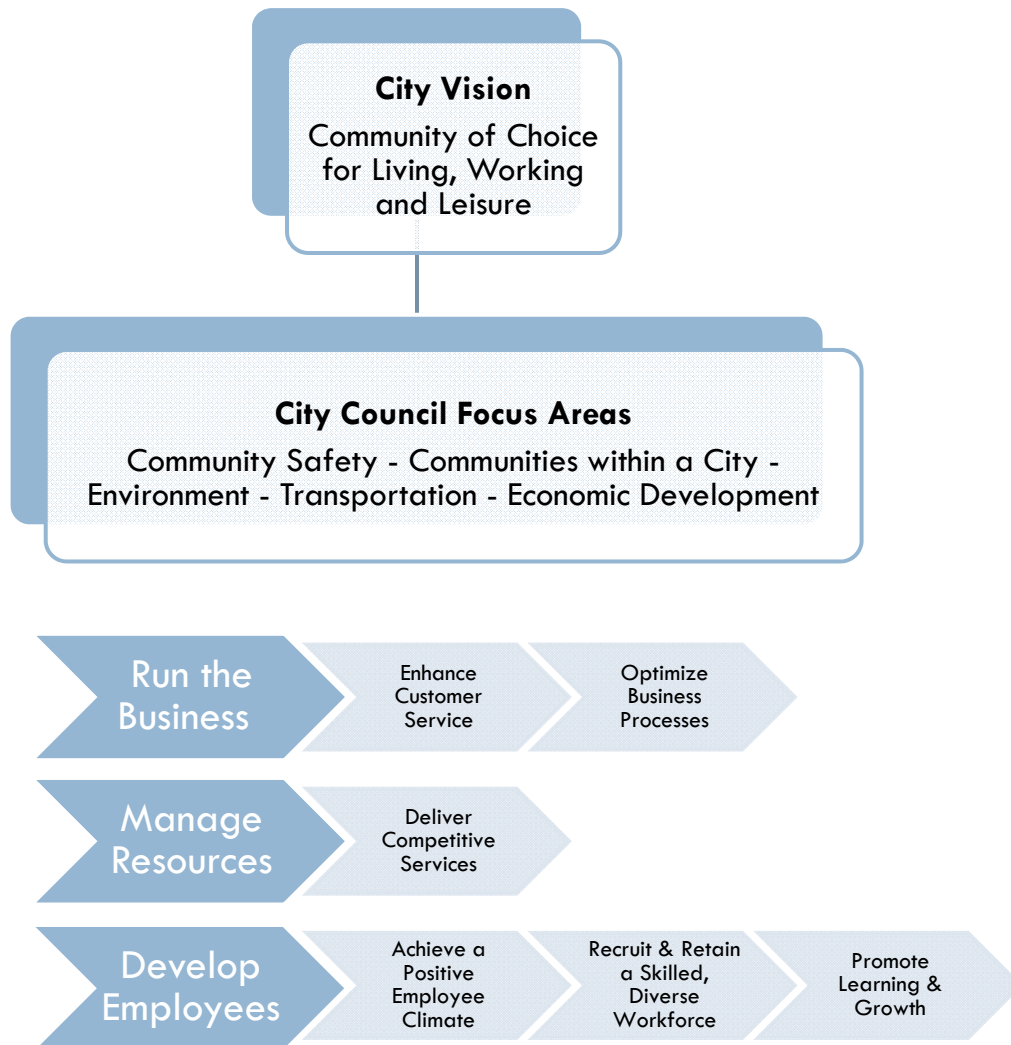 City Vision
Community of Choice
for Living, Working
and Leisure
City Council Focus Areas
Community Safety - Communities within a City -
Environment - Transportation - Economic Development
Run the
Business
Enhance
Customer
Service
Optimize
Business
Processes
Manage
Resources
Deliver
Competitive
Services
Develop
Employees
Achieve a
Positive
Employee
Climate
Recruit & Retain
a Skilled,
Diverse
Workforce
Promote
Learning &
Growth